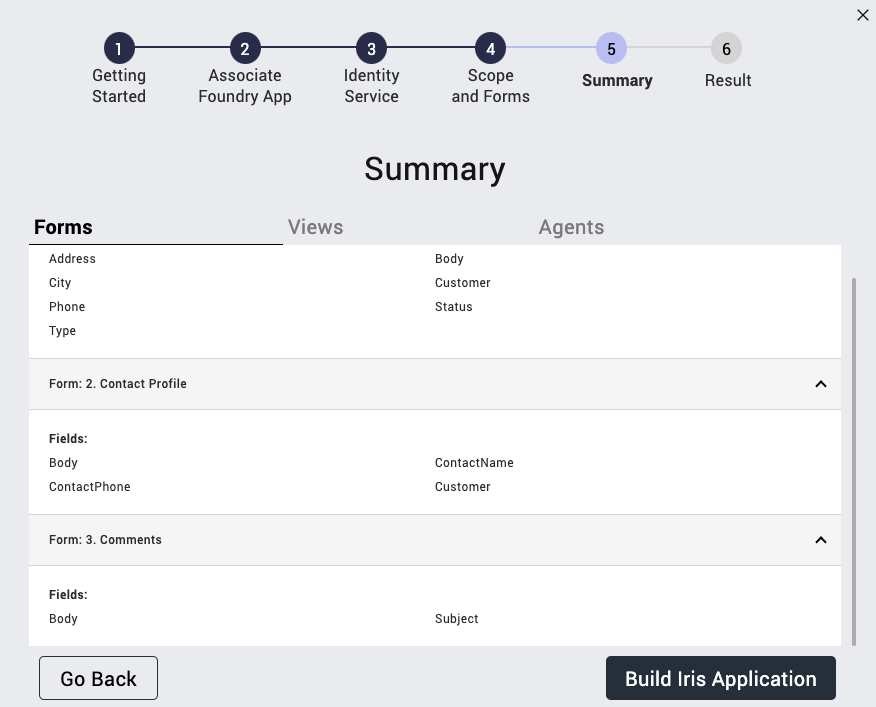 1 2 3 4 5 6
Getting Associate Identity Scope Summary Result
Started Foundry App Service and Forms
Summary
Forms Views Agents
Address Body
City Customer
Phone Status
Type
Form: 2. Contact Profile
Fields:
Body ContactName
ContactPhone Customer
Form: 3. Comments
Fields:
Body Subject
Go Back Build Iris Application